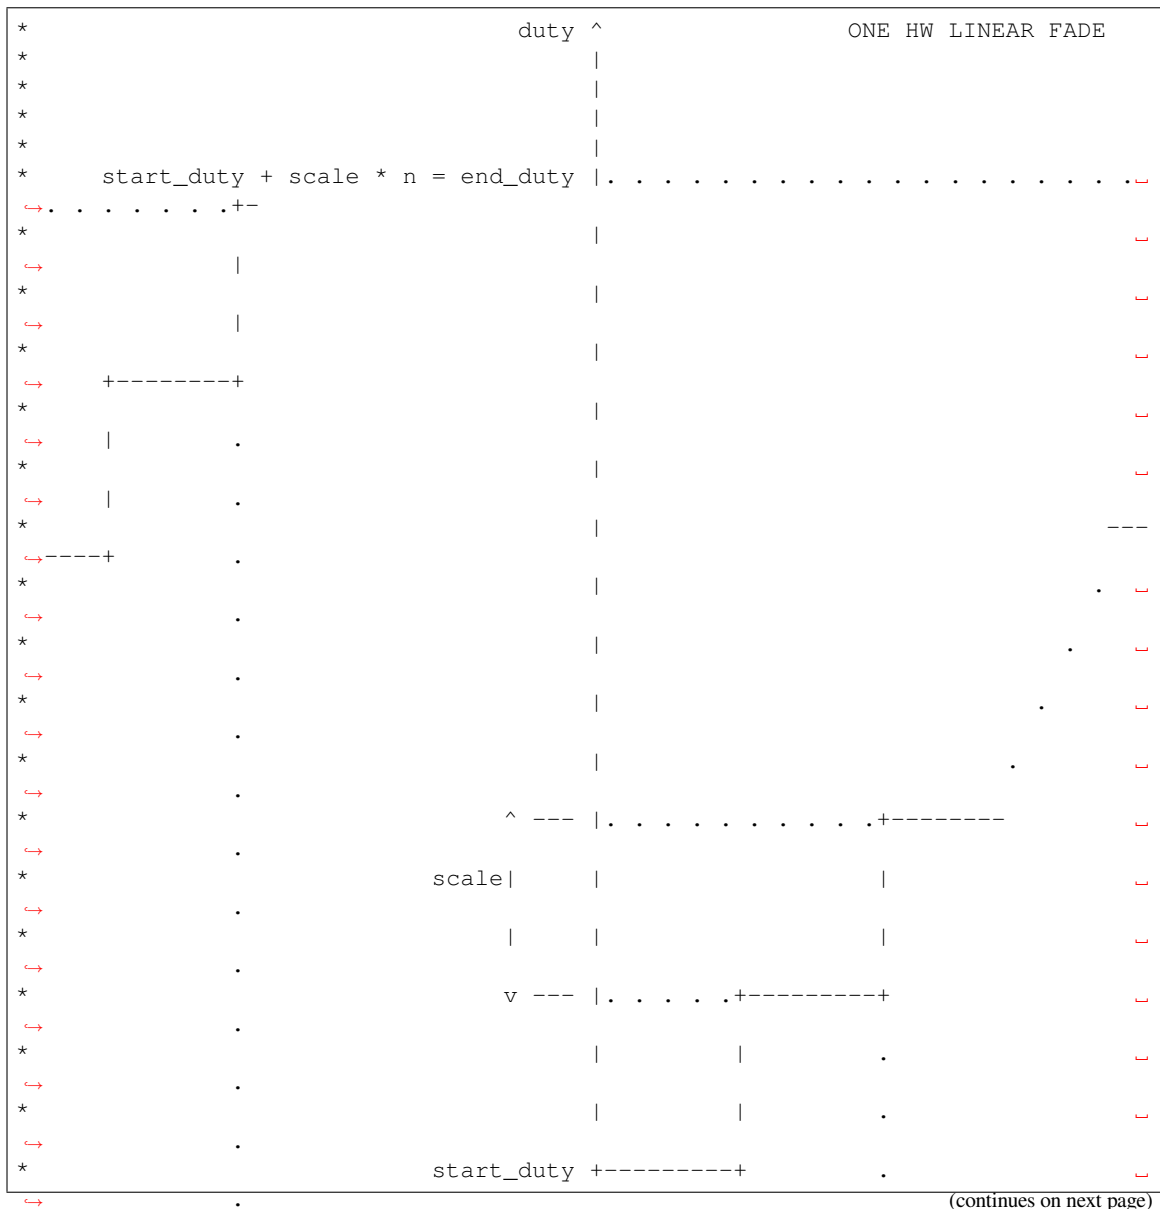 *                                  duty ^                 ONE HW LINEAR FADE
*                                       |
*                                       |
*                                       |
*                                       |
*     start_duty + scale * n = end_duty |. . . . . . . . . . . . . . . . . . .␣
↪. . . . . . .+-
*                                       |                                     ␣
↪             |
*                                       |                                     ␣
↪             |
*                                       |                                     ␣
↪    +--------+
*                                       |                                     ␣
↪    |        .
*                                       |                                     ␣
↪    |        .
*                                       |                                   ---
↪----+        .
*                                       |                                  .  ␣
↪             .
*                                       |                                .    ␣
↪             .
*                                       |                              .      ␣
↪             .
*                                       |                            .        ␣
↪             .
*                                 ^ --- |. . . . . . . . . .+--------         ␣
↪             .
*                            scale|     |                   |                 ␣
↪             .
*                                 |     |                   |                 ␣
↪             .
*                                 v --- |. . . . .+---------+                 ␣
↪             .
*                                       |         |         .                 ␣
↪             .
*                                       |         |         .                 ␣
↪             .
*                            start_duty +---------+         .                 ␣
↪             .
(continues on next page)